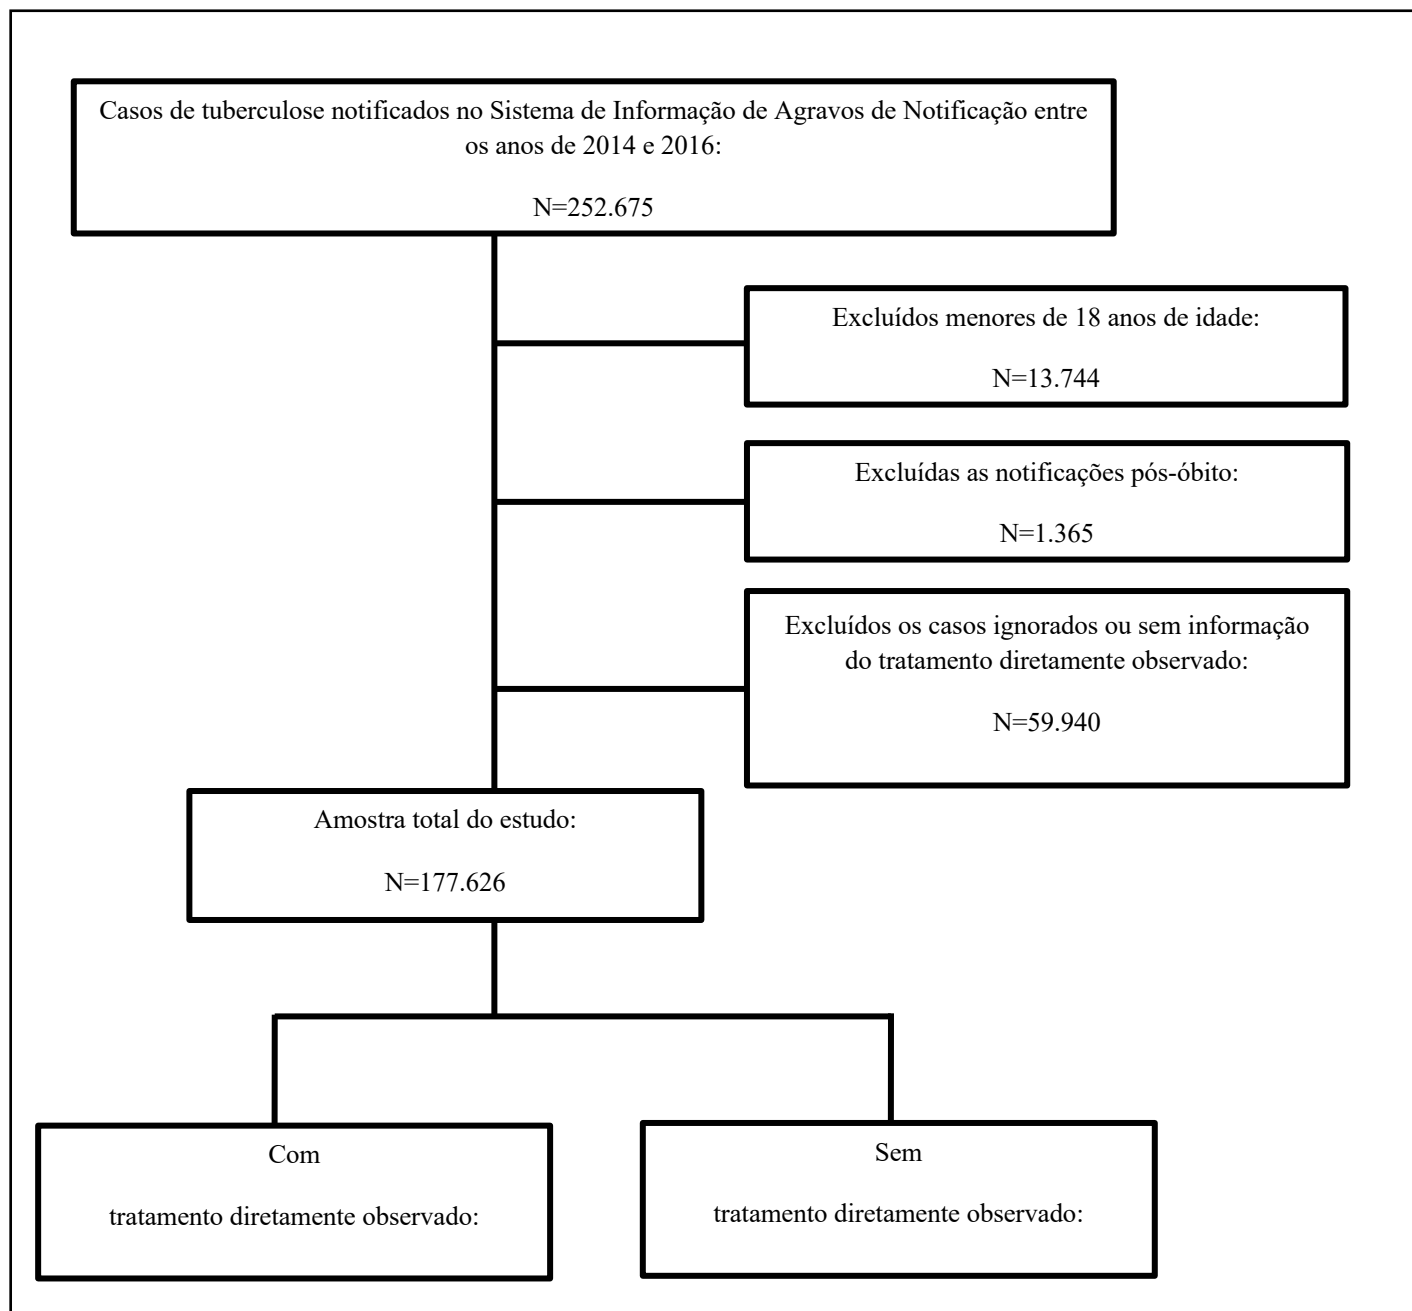 Casos de tuberculose notificados no Sistema de Informação de Agravos de Notificação entre
os anos de 2014 e 2016:
N=252.675
Excluídos menores de 18 anos de idade:
N=13.744
Excluídas as notificações pós-óbito:
N=1.365
Excluídos os casos ignorados ou sem informação
do tratamento diretamente observado:
N=59.940
Amostra total do estudo:
N=177.626
Com
tratamento diretamente observado:
Sem
tratamento diretamente observado: